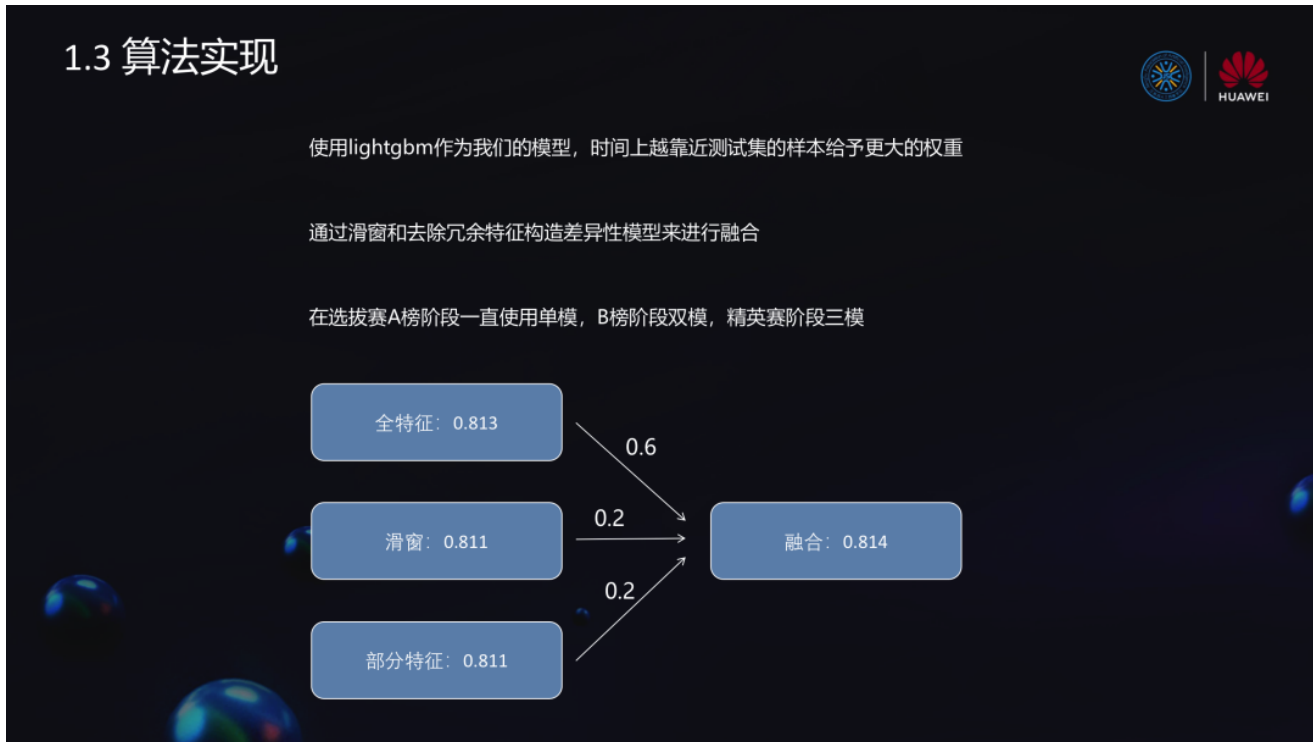 1.3 算法实现
HUAWEI
使用lightgbm作为我们的模型，时间上越靠近测试集的样本给予更大的权重
通过滑窗和去除冗余特征构造差异性模型来进行融合
在选拔赛A榜阶段一直使用单模，B榜阶段双模，精英赛阶段三模
全特征：0.813
0.6
滑窗：0.811
0.2
融合：0.814
0.2
部分特征：0.811